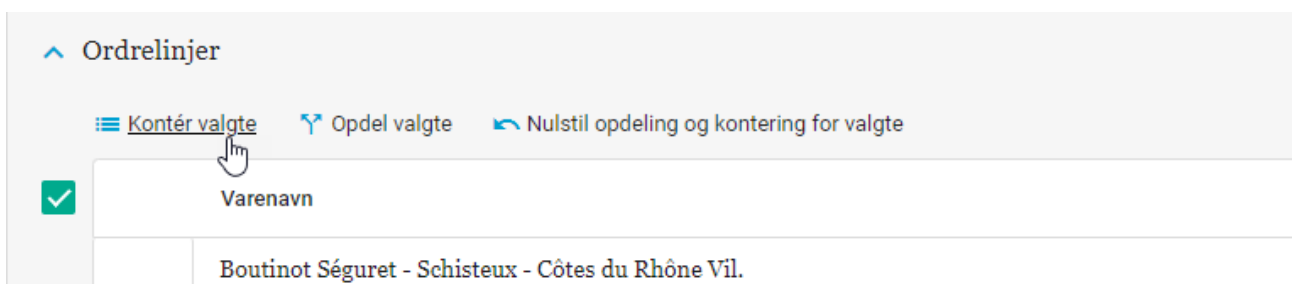 Ordrelinjer
Kontér valgte Opdel valgte Nulstil opdeling og kontering for valgte
Varenavn
Boutinot Séguret - Schisteux - Côtes du Rhône Vil.